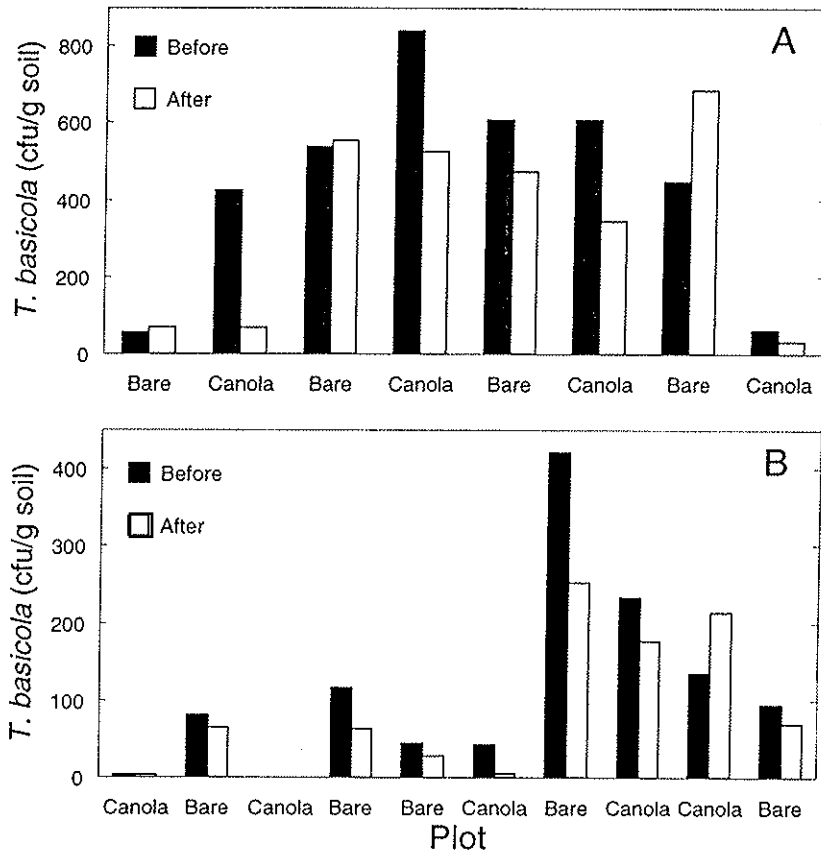 T. basicola (cfu/g soil)
800
600
400
200
0
Before
After
A
Bare Canola Bare Canola Bare Canola Bare Canola
T. basicola (cfu/g soil)
400
300
200
100
0
Before
After
B
Canola Bare Canola Bare Bare Canola Bare Canola Canola Bare
Plot